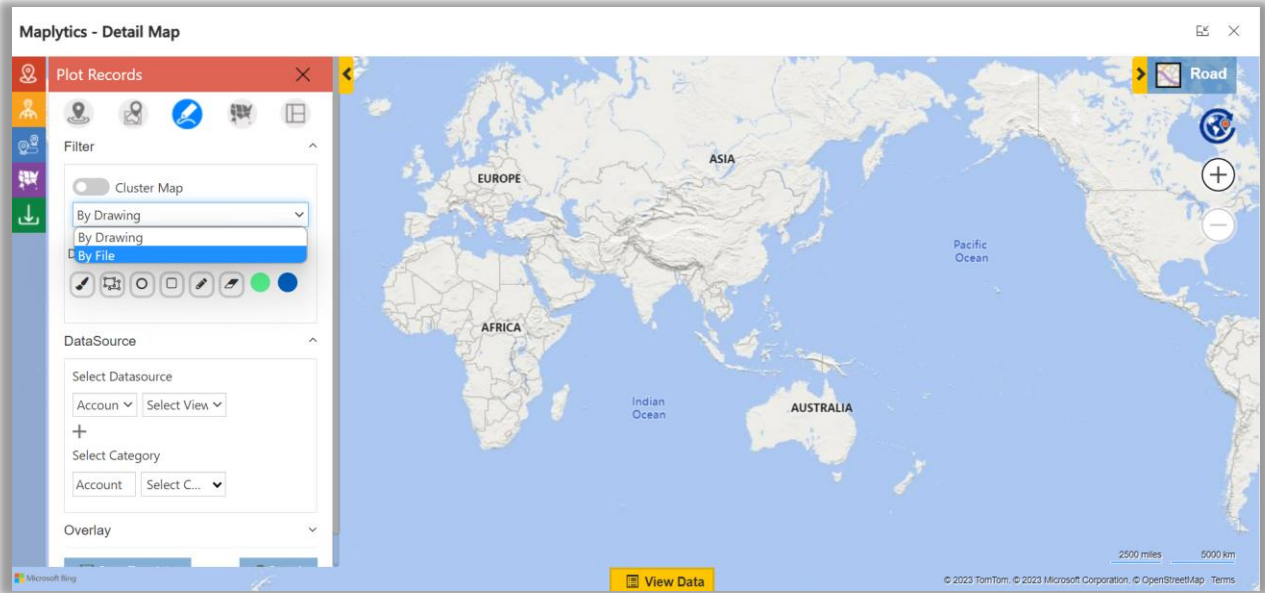 Maplytics - Detail Map
Plot Records
Filter
Cluster Map
By Drawing
By Drawing
By File
DataSource
Select Datasource
Accoun
Select View
Select Category
Account
Select C...
Overlay
Road
EUROPE
ASIA
AFRICA
AUSTRALIA
Pacific
Ocean
Indian
Ocean
2500 miles
5000 km
Microsoft Bing
View Data
© 2023 TomTom, © 2023 Microsoft Corporation, © OpenStreetMap Terms